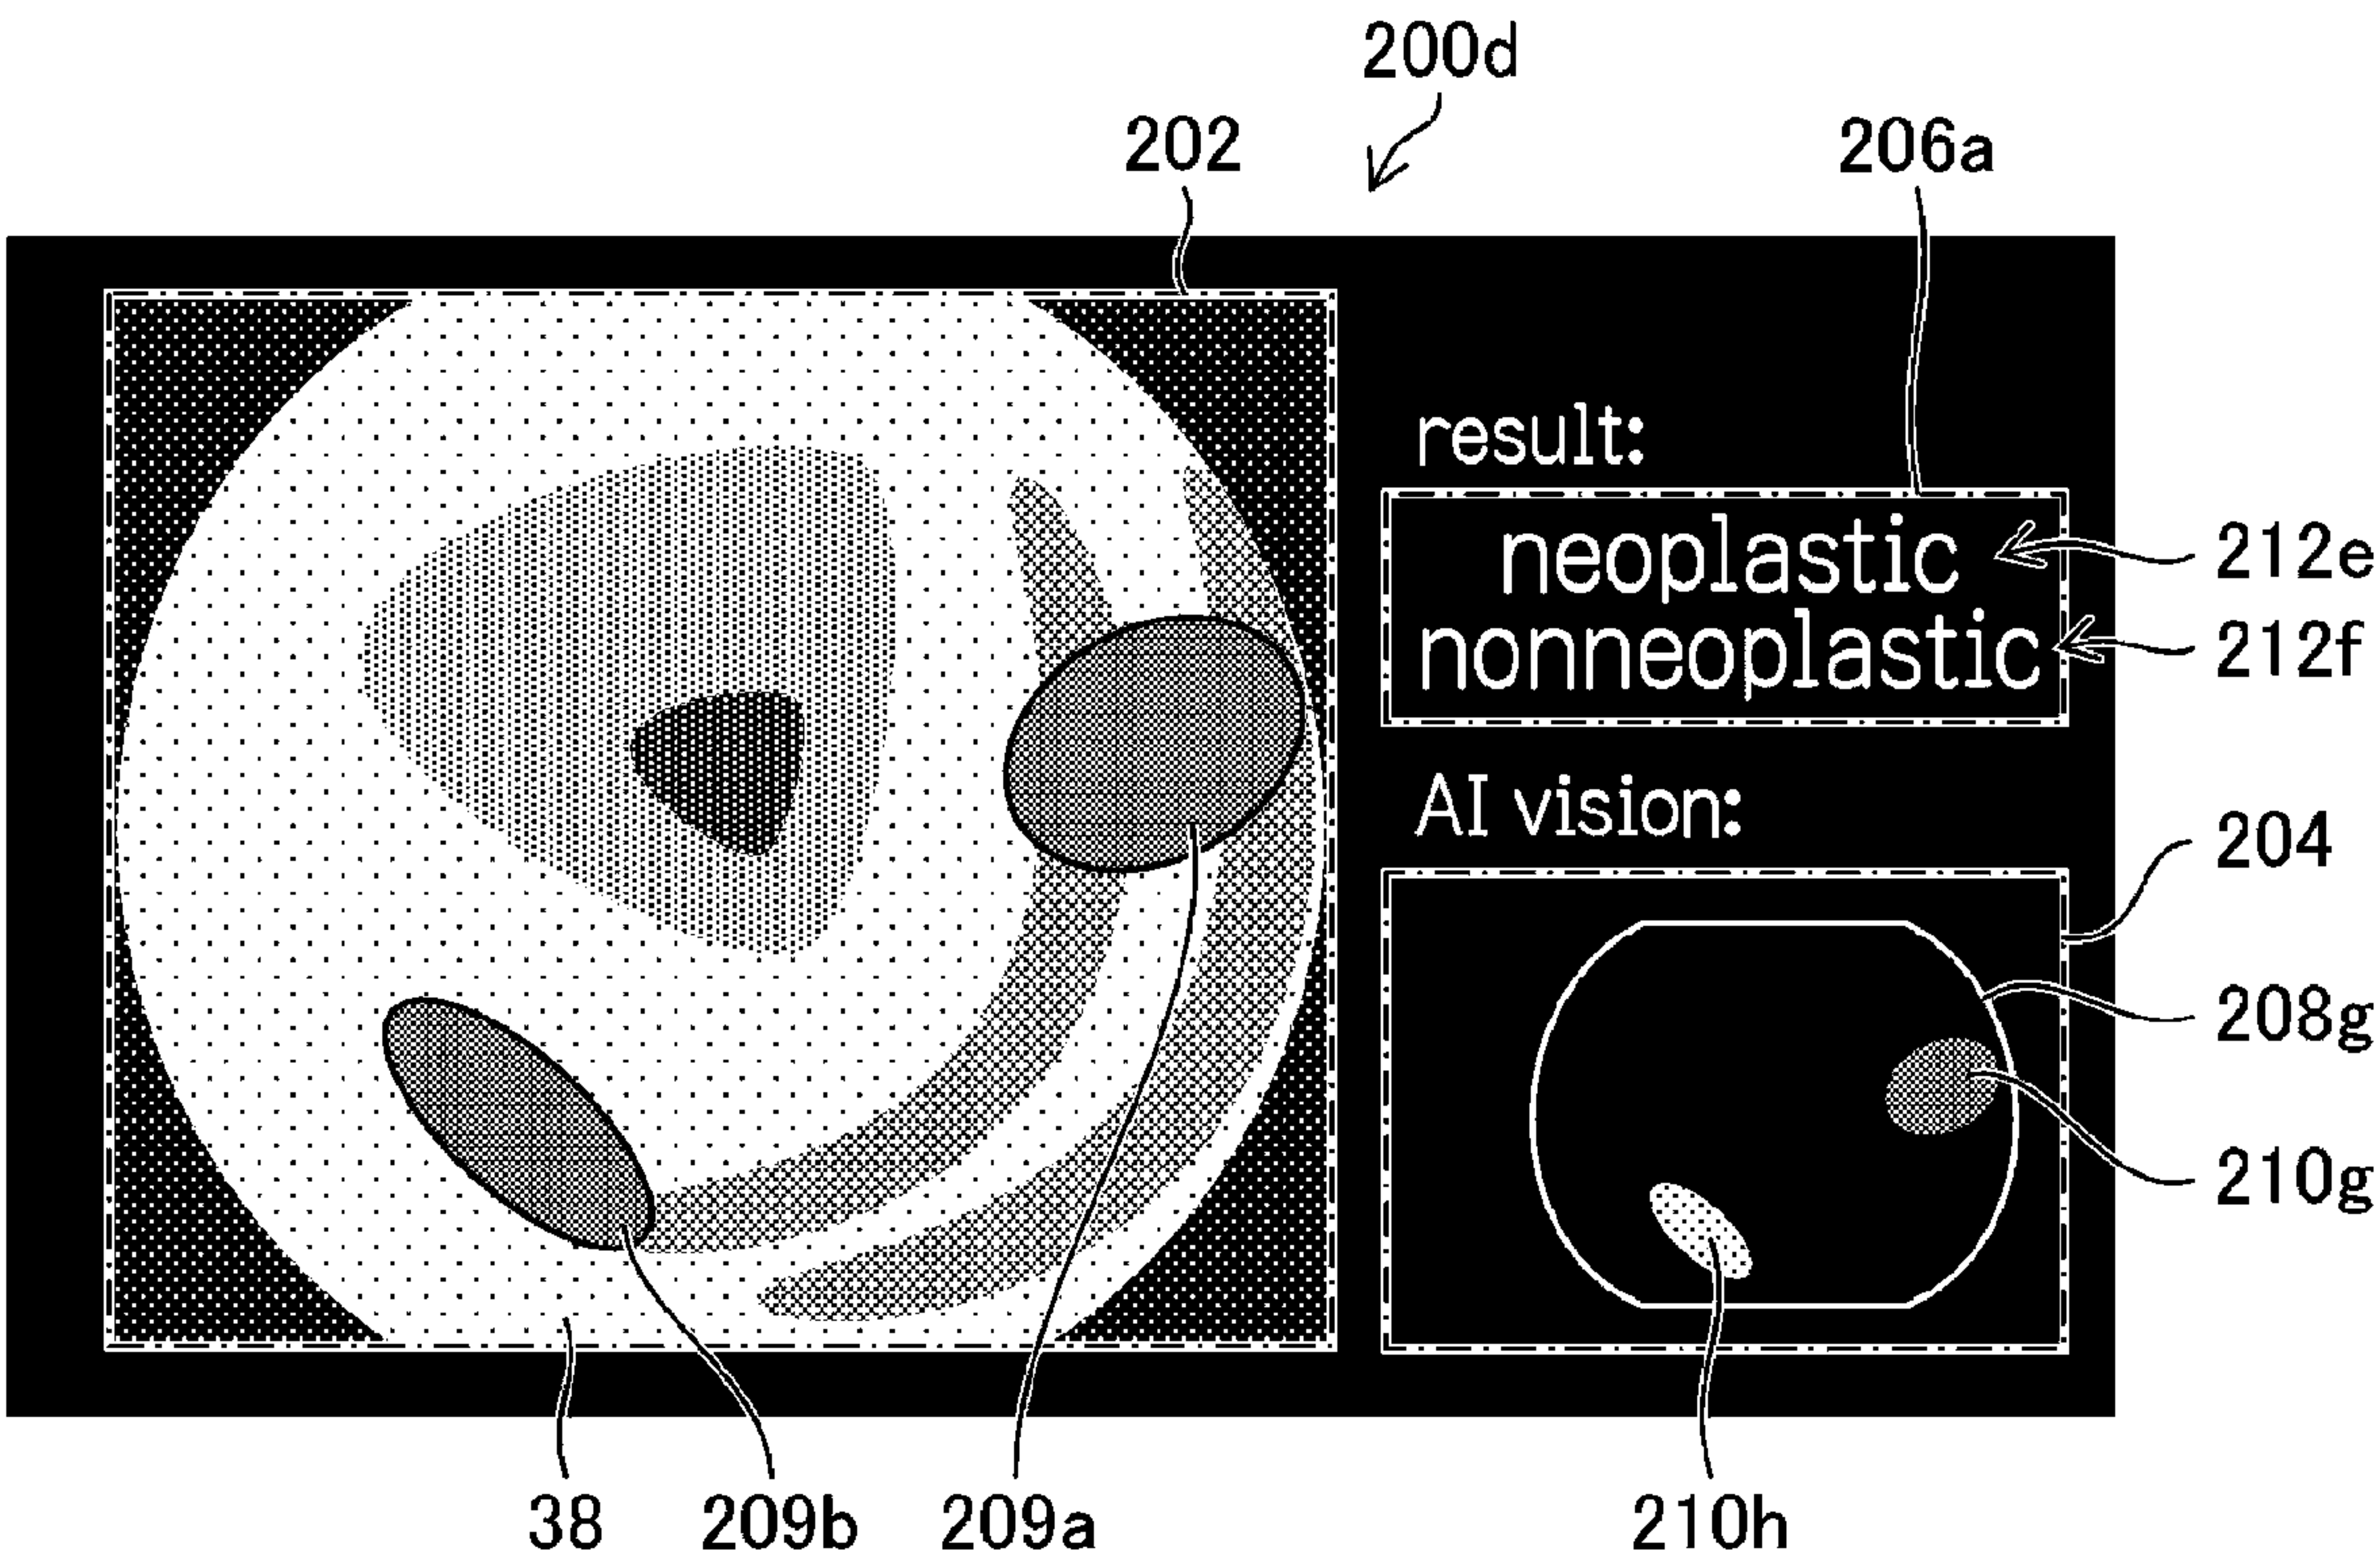 200d
202
206a
result:
neoplastic
212e
nonneoplastic
212f
AI vision:
204
208g
210g
38
209b
209a
210h